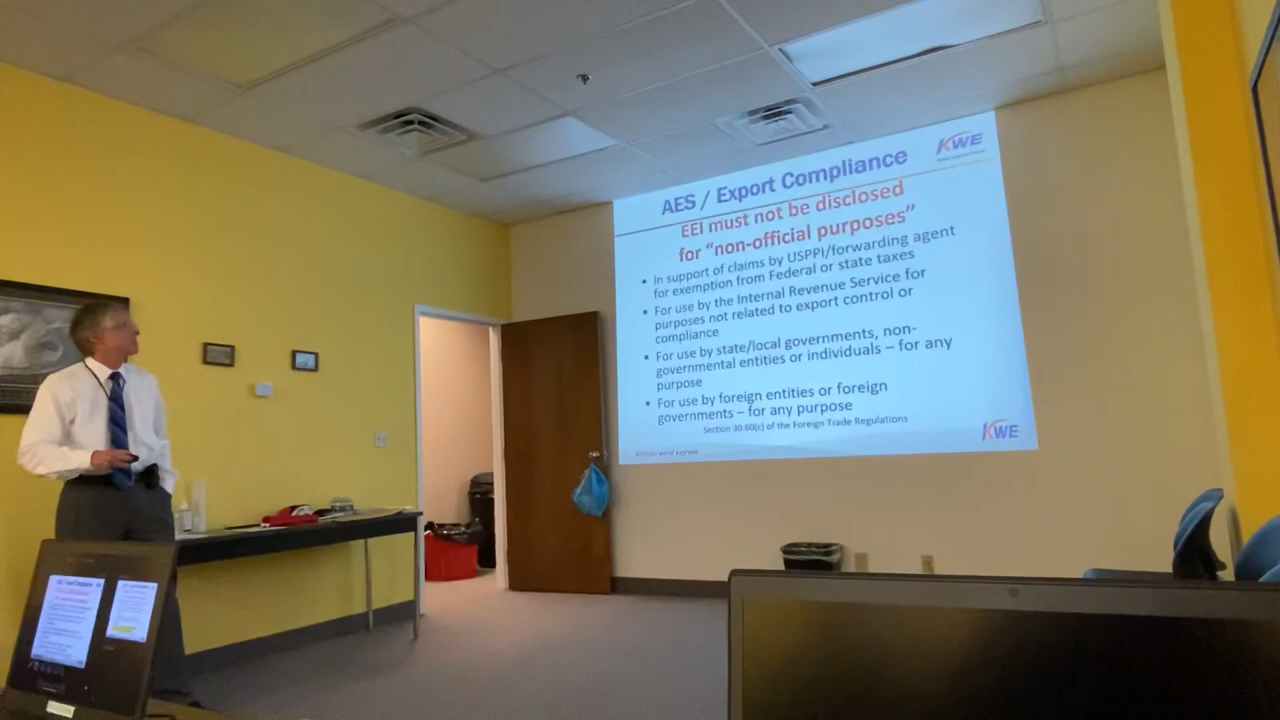 KWE
AES / Export Compliance
EEI must not be disclosed
for “non-official purposes”
▪ In support of claims by USPPI/forwarding agent
for exemption from Federal or state taxes
▪ For use by the Internal Revenue Service for
purposes not related to export control or
compliance
▪ For use by state/local governments, non-
governmental entities or individuals – for any
purpose
▪ For use by foreign entities or foreign
governments – for any purpose
Section 30.60(c) of the Foreign Trade Regulations
KWE
world express